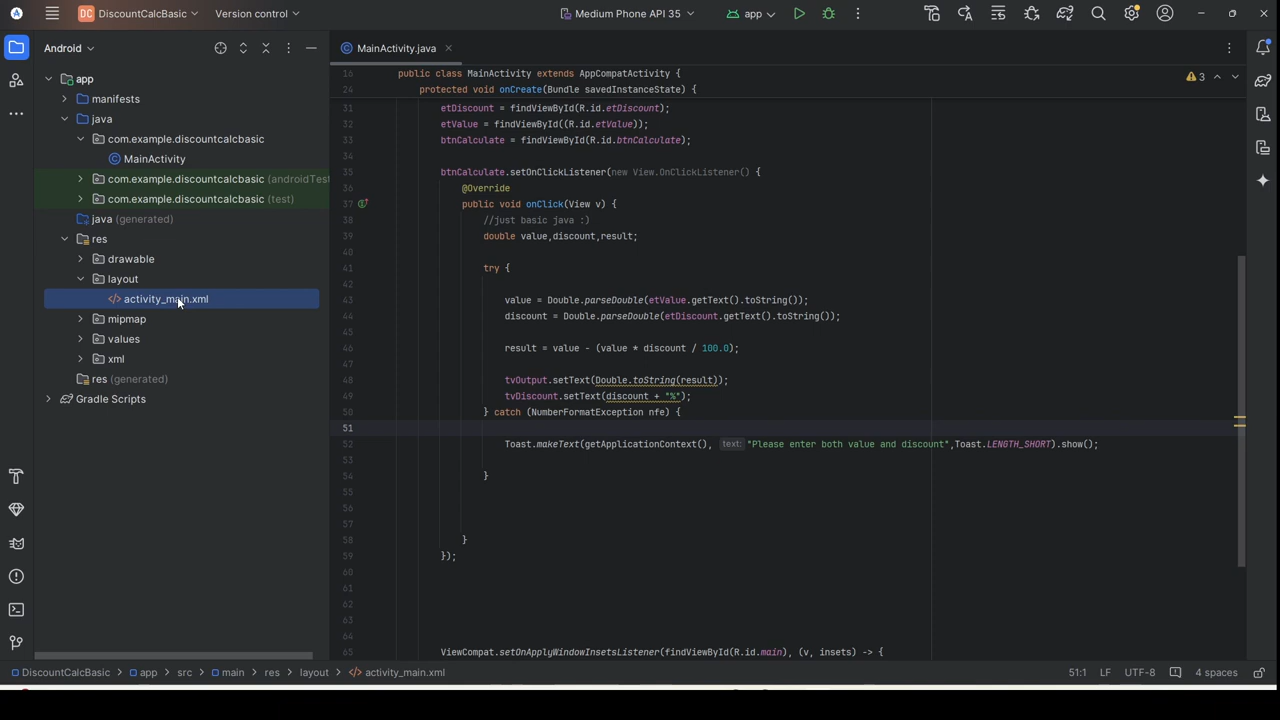 DC DiscountCalcBasic Version control Medium Phone API 35 app
Android
app
manifests
java
com.example.discountcalcbasic
MainActivity
com.example.discountcalcbasic (androidTest
com.example.discountcalcbasic (test)
java (generated)
res
drawable
layout
</> activity_main.xml
mipmap
values
xml
res (generated)
Gradle Scripts
MainActivity.java
3
16 public class MainActivity extends AppCompatActivity {
24 protected void onCreate(Bundle savedInstanceState) {
31 etDiscount = findViewById(R.id.etDiscount);
32 etValue = findViewById((R.id.etValue));
33 btnCalculate = findViewById(R.id.btnCalculate);
34
35 btnCalculate.setOnClickListener(new View.OnClickListener() {
36 @Override
37 public void onClick(View v) {
38 //just basic java :)
39 double value,discount,result;
40
41 try {
42
43 value = Double.parseDouble(etValue.getText().toString());
44 discount = Double.parseDouble(etDiscount.getText().toString());
45
46 result = value - (value * discount / 100.0);
47
48 tvOutput.setText(Double.toString(result));
49 tvDiscount.setText(discount + "%");
50 } catch (NumberFormatException nfe) {
51
52 Toast.makeText(getApplicationContext(), text: "Please enter both value and discount",Toast.LENGTH_SHORT).show();
53
54 }
55
56
57
58 }
59 });
60
61
62
63
64
65 ViewCompat.setOnApplyWindowInsetsListener(findViewById(R.id.main), (v, insets) -> {
DiscountCalcBasic > app > src > main > res > layout > </> activity_main.xml 51:1 LF UTF-8 4 spaces